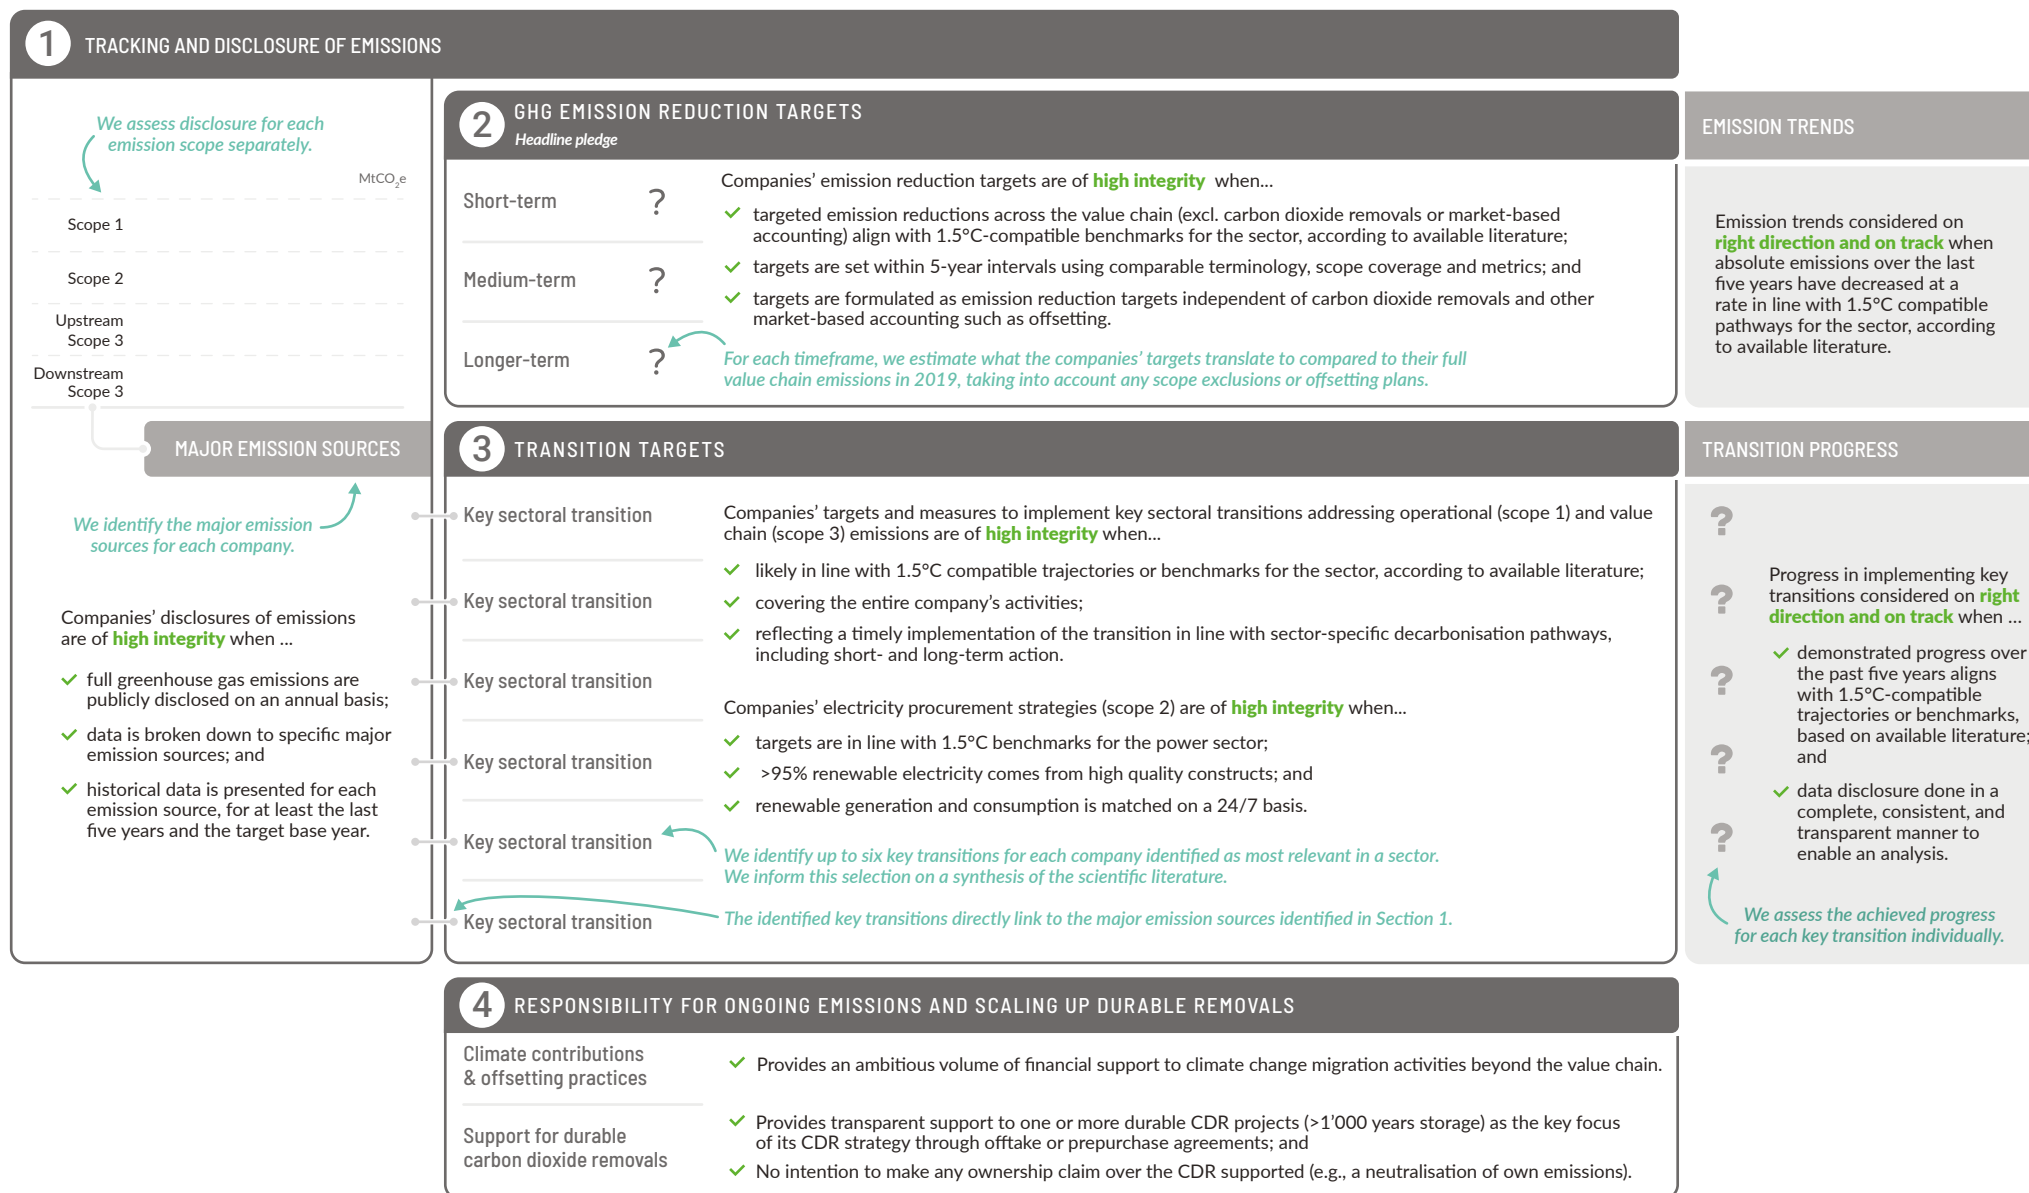 1 TRACKING AND DISCLOSURE OF EMISSIONS
We assess disclosure for each
emission scope separately.
MtCO2e
Scope 1
Scope 2
Upstream
Scope 3
Downstream
Scope 3
MAJOR EMISSION SOURCES
We identify the major emission
sources for each company.
Companies' disclosures of emissions
are of high integrity when ...
✓ full greenhouse gas emissions are
publicly disclosed on an annual basis;
✓ data is broken down to specific major
emission sources; and
✓ historical data is presented for each
emission source, for at least the last
five years and the target base year.
2 GHG EMISSION REDUCTION TARGETS
Headline pledge
Short-term ?
Medium-term ?
Longer-term ?
Companies' emission reduction targets are of high integrity when...
✓ targeted emission reductions across the value chain (excl. carbon dioxide removals or market-based
accounting) align with 1.5°C-compatible benchmarks for the sector, according to available literature;
✓ targets are set within 5-year intervals using comparable terminology, scope coverage and metrics; and
✓ targets are formulated as emission reduction targets independent of carbon dioxide removals and other
market-based accounting such as offsetting.
For each timeframe, we estimate what the companies' targets translate to compared to their full
value chain emissions in 2019, taking into account any scope exclusions or offsetting plans.
EMISSION TRENDS
Emission trends considered on
right direction and on track when
absolute emissions over the last
five years have decreased at a
rate in line with 1.5°C compatible
pathways for the sector, according
to available literature.
3 TRANSITION TARGETS
Key sectoral transition
Key sectoral transition
Key sectoral transition
Key sectoral transition
Key sectoral transition
Key sectoral transition
Companies' targets and measures to implement key sectoral transitions addressing operational (scope 1) and value
chain (scope 3) emissions are of high integrity when...
✓ likely in line with 1.5°C compatible trajectories or benchmarks for the sector, according to available literature;
✓ covering the entire company's activities;
✓ reflecting a timely implementation of the transition in line with sector-specific decarbonisation pathways,
including short- and long-term action.
Companies' electricity procurement strategies (scope 2) are of high integrity when...
✓ targets are in line with 1.5°C benchmarks for the power sector;
✓ >95% renewable electricity comes from high quality constructs; and
✓ renewable generation and consumption is matched on a 24/7 basis.
We identify up to six key transitions for each company identified as most relevant in a sector.
We inform this selection on a synthesis of the scientific literature.
The identified key transitions directly link to the major emission sources identified in Section 1.
TRANSITION PROGRESS
?
?
?
?
?
Progress in implementing key
transitions considered on right
direction and on track when ...
✓ demonstrated progress over
the past five years aligns
with 1.5°C-compatible
trajectories or benchmarks,
based on available literature;
and
✓ data disclosure done in a
complete, consistent, and
transparent manner to
enable an analysis.
We assess the achieved progress
for each key transition individually.
4 RESPONSIBILITY FOR ONGOING EMISSIONS AND SCALING UP DURABLE REMOVALS
Climate contributions
& offsetting practices
✓ Provides an ambitious volume of financial support to climate change migration activities beyond the value chain.
Support for durable
carbon dioxide removals
✓ Provides transparent support to one or more durable CDR projects (>1'000 years storage) as the key focus
of its CDR strategy through offtake or prepurchase agreements; and
✓ No intention to make any ownership claim over the CDR supported (e.g., a neutralisation of own emissions).